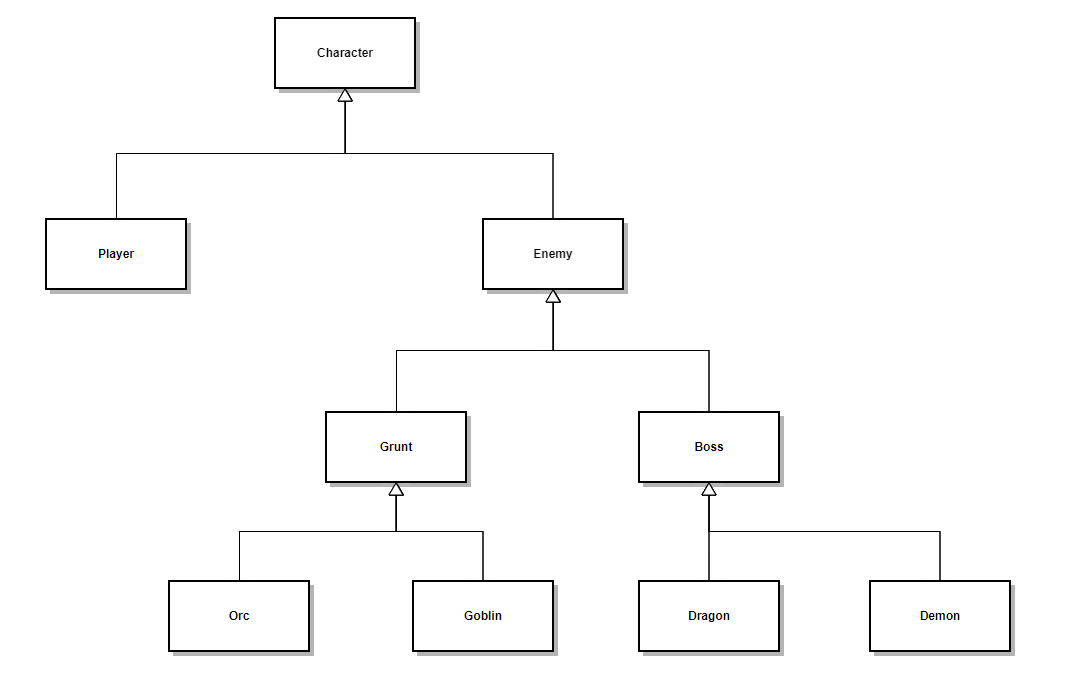 Character
Player
Enemy
Grunt
Boss
Orc
Goblin
Dragon
Demon